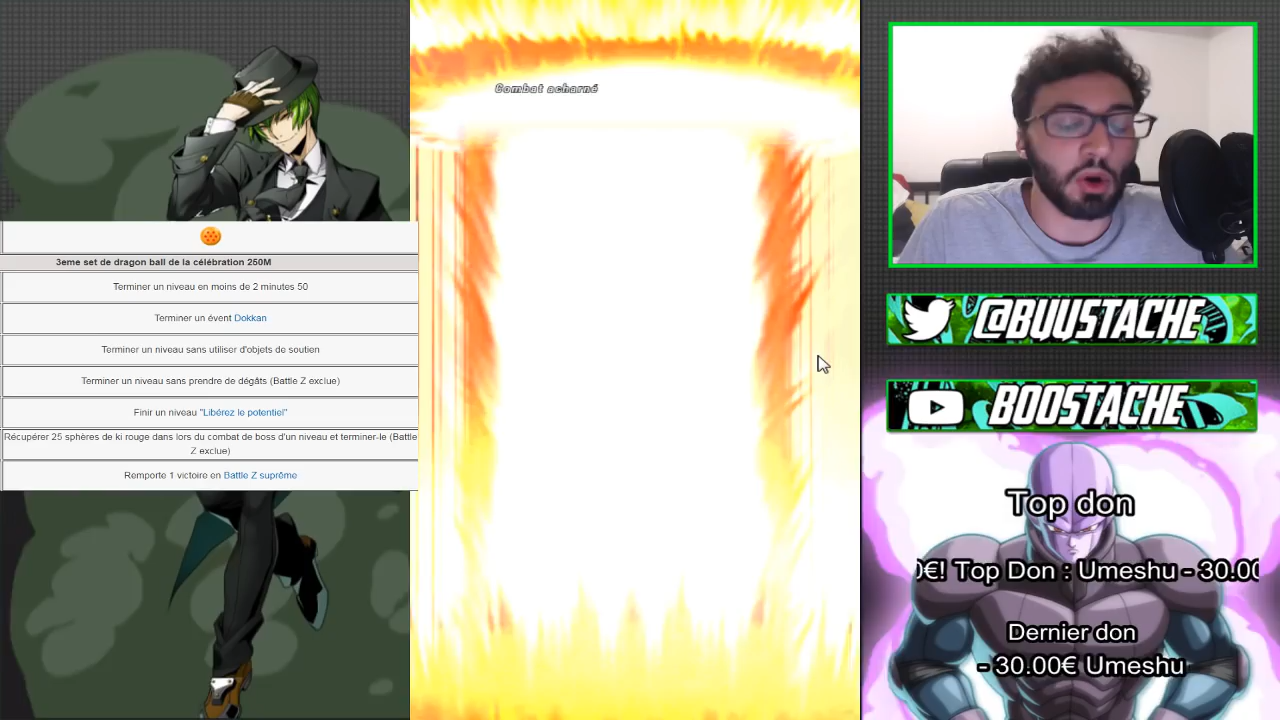 3eme set de dragon ball de la célébration 250M
Terminer un niveau en moins de 2 minutes 50
Terminer un évent Dokkan
Terminer un niveau sans utiliser d'objets de soutien
Terminer un niveau sans prendre de dégâts (Battle Z exclue)
Finir un niveau "Libérez le potentiel"
Récupérer 25 sphères de ki rouge dans lors du combat de boss d'un niveau et terminer-le (Battle
Z exclue)
Remporte 1 victoire en Battle Z suprême
Combat acharné
@BUUSTACHE
BOOSTACHE
Top don
0€! Top Don : Umeshu - 30.00
Dernier don
- 30.00€ Umeshu